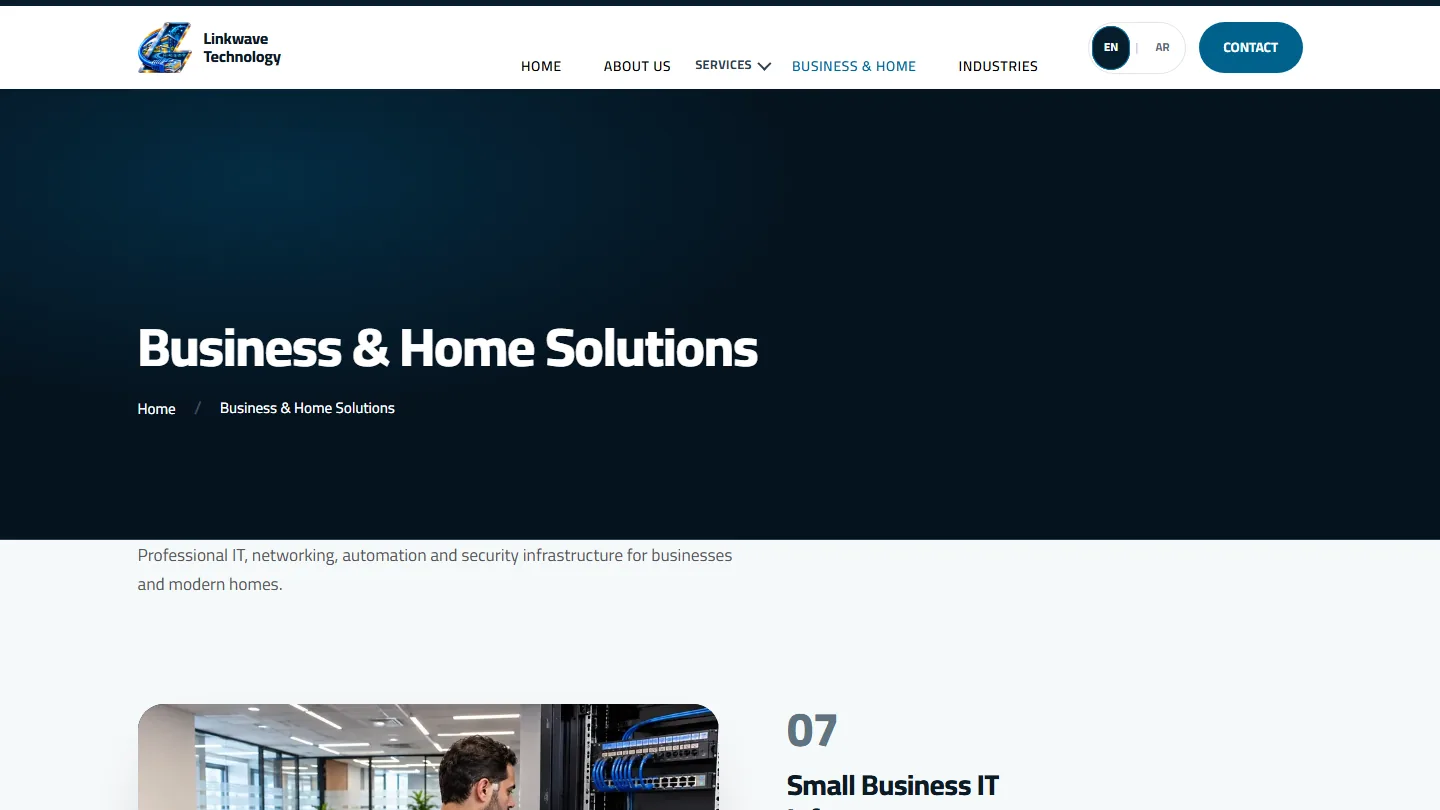 Linkwave
Technology
HOME
ABOUT US
SERVICES
BUSINESS & HOME
INDUSTRIES
EN | AR
CONTACT
Business & Home Solutions
Home / Business & Home Solutions
Professional IT, networking, automation and security infrastructure for businesses
and modern homes.
07
Small Business IT